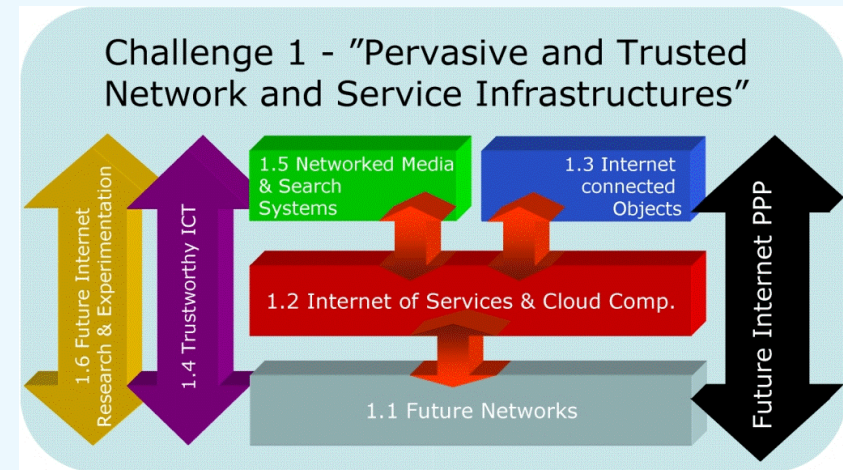 Challenge 1 - ”Pervasive and Trusted
Network and Service Infrastructures”
1.6 Future Internet
Research & Experimentation
1.4 Trustworthy ICT
1.5 Networked Media
& Search
Systems
1.3 Internet
connected
Objects
1.2 Internet of Services & Cloud Comp.
1.1 Future Networks
Future Internet PPP